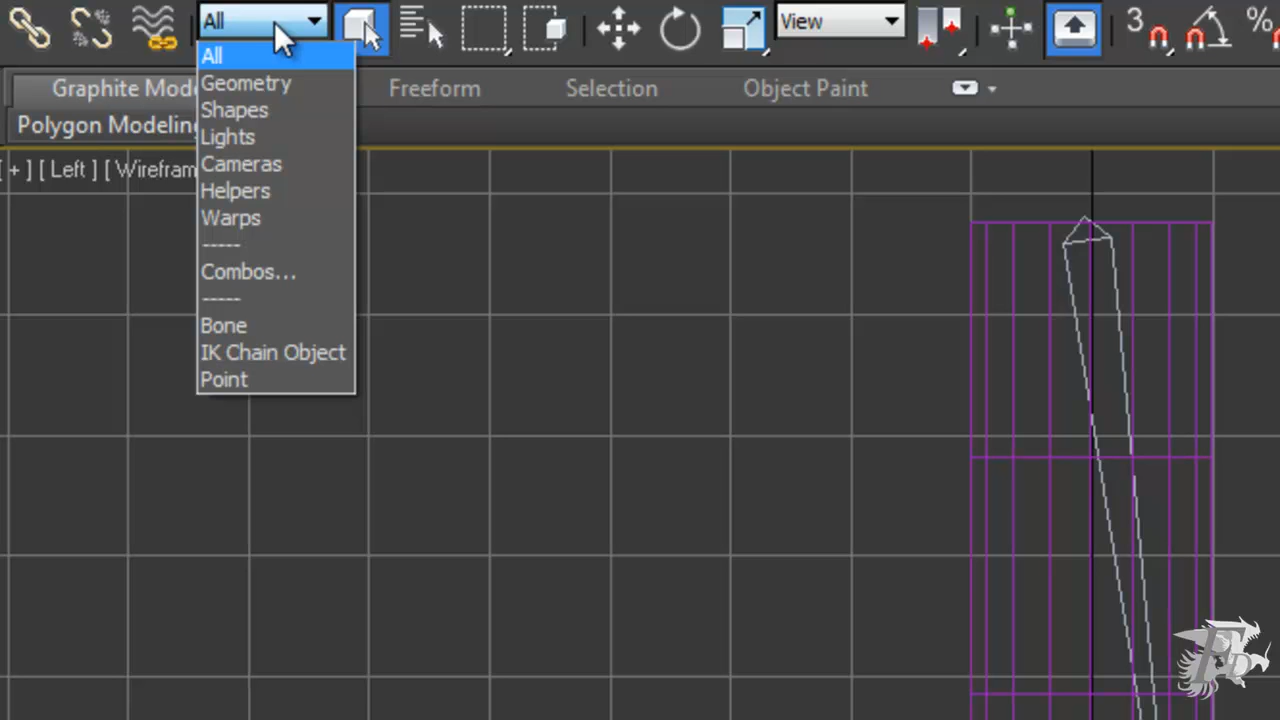 All
View
3
%
All
Geometry
Shapes
Lights
Cameras
Helpers
Warps
-----
Combos...
-----
Bone
IK Chain Object
Point
Graphite Mode
Freeform
Selection
Object Paint
Polygon Modeling
[ + ] [ Left ] [ Wirefram